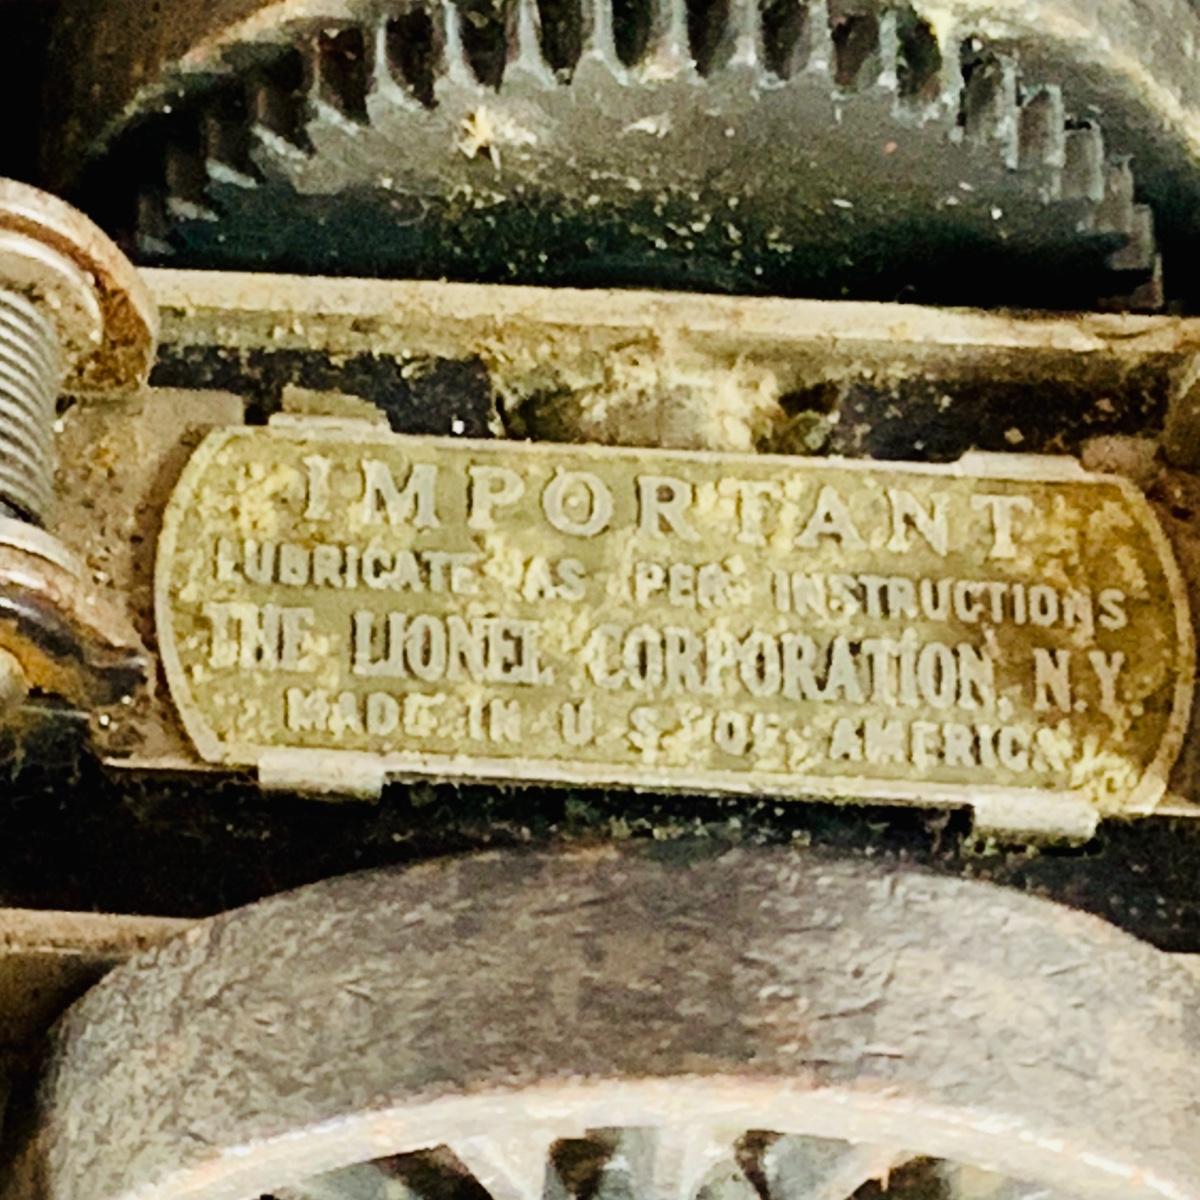 IMPORTANT
LUBRICATE AS PER INSTRUCTIONS
THE LIONEL CORPORATION, N.Y.
MADE IN U.S. OF AMERICA